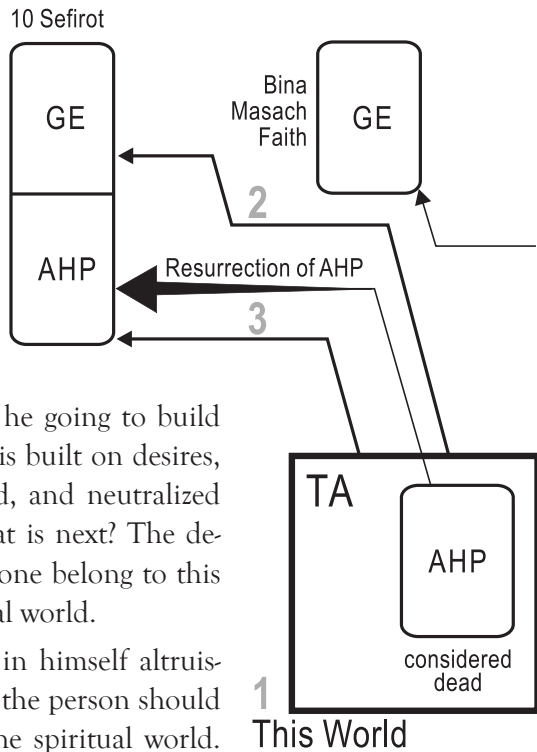 10 Sefirot
GE
AHP
Bina
Masach
Faith
GE
2
Resurrection of AHP
3
he going to build
is built on desires,
d, and neutralized
at is next? The de-
one belong to this
al world.
in himself altruis-
the person should
ne spiritual world.
TA
AHP
considered
dead
1
This World